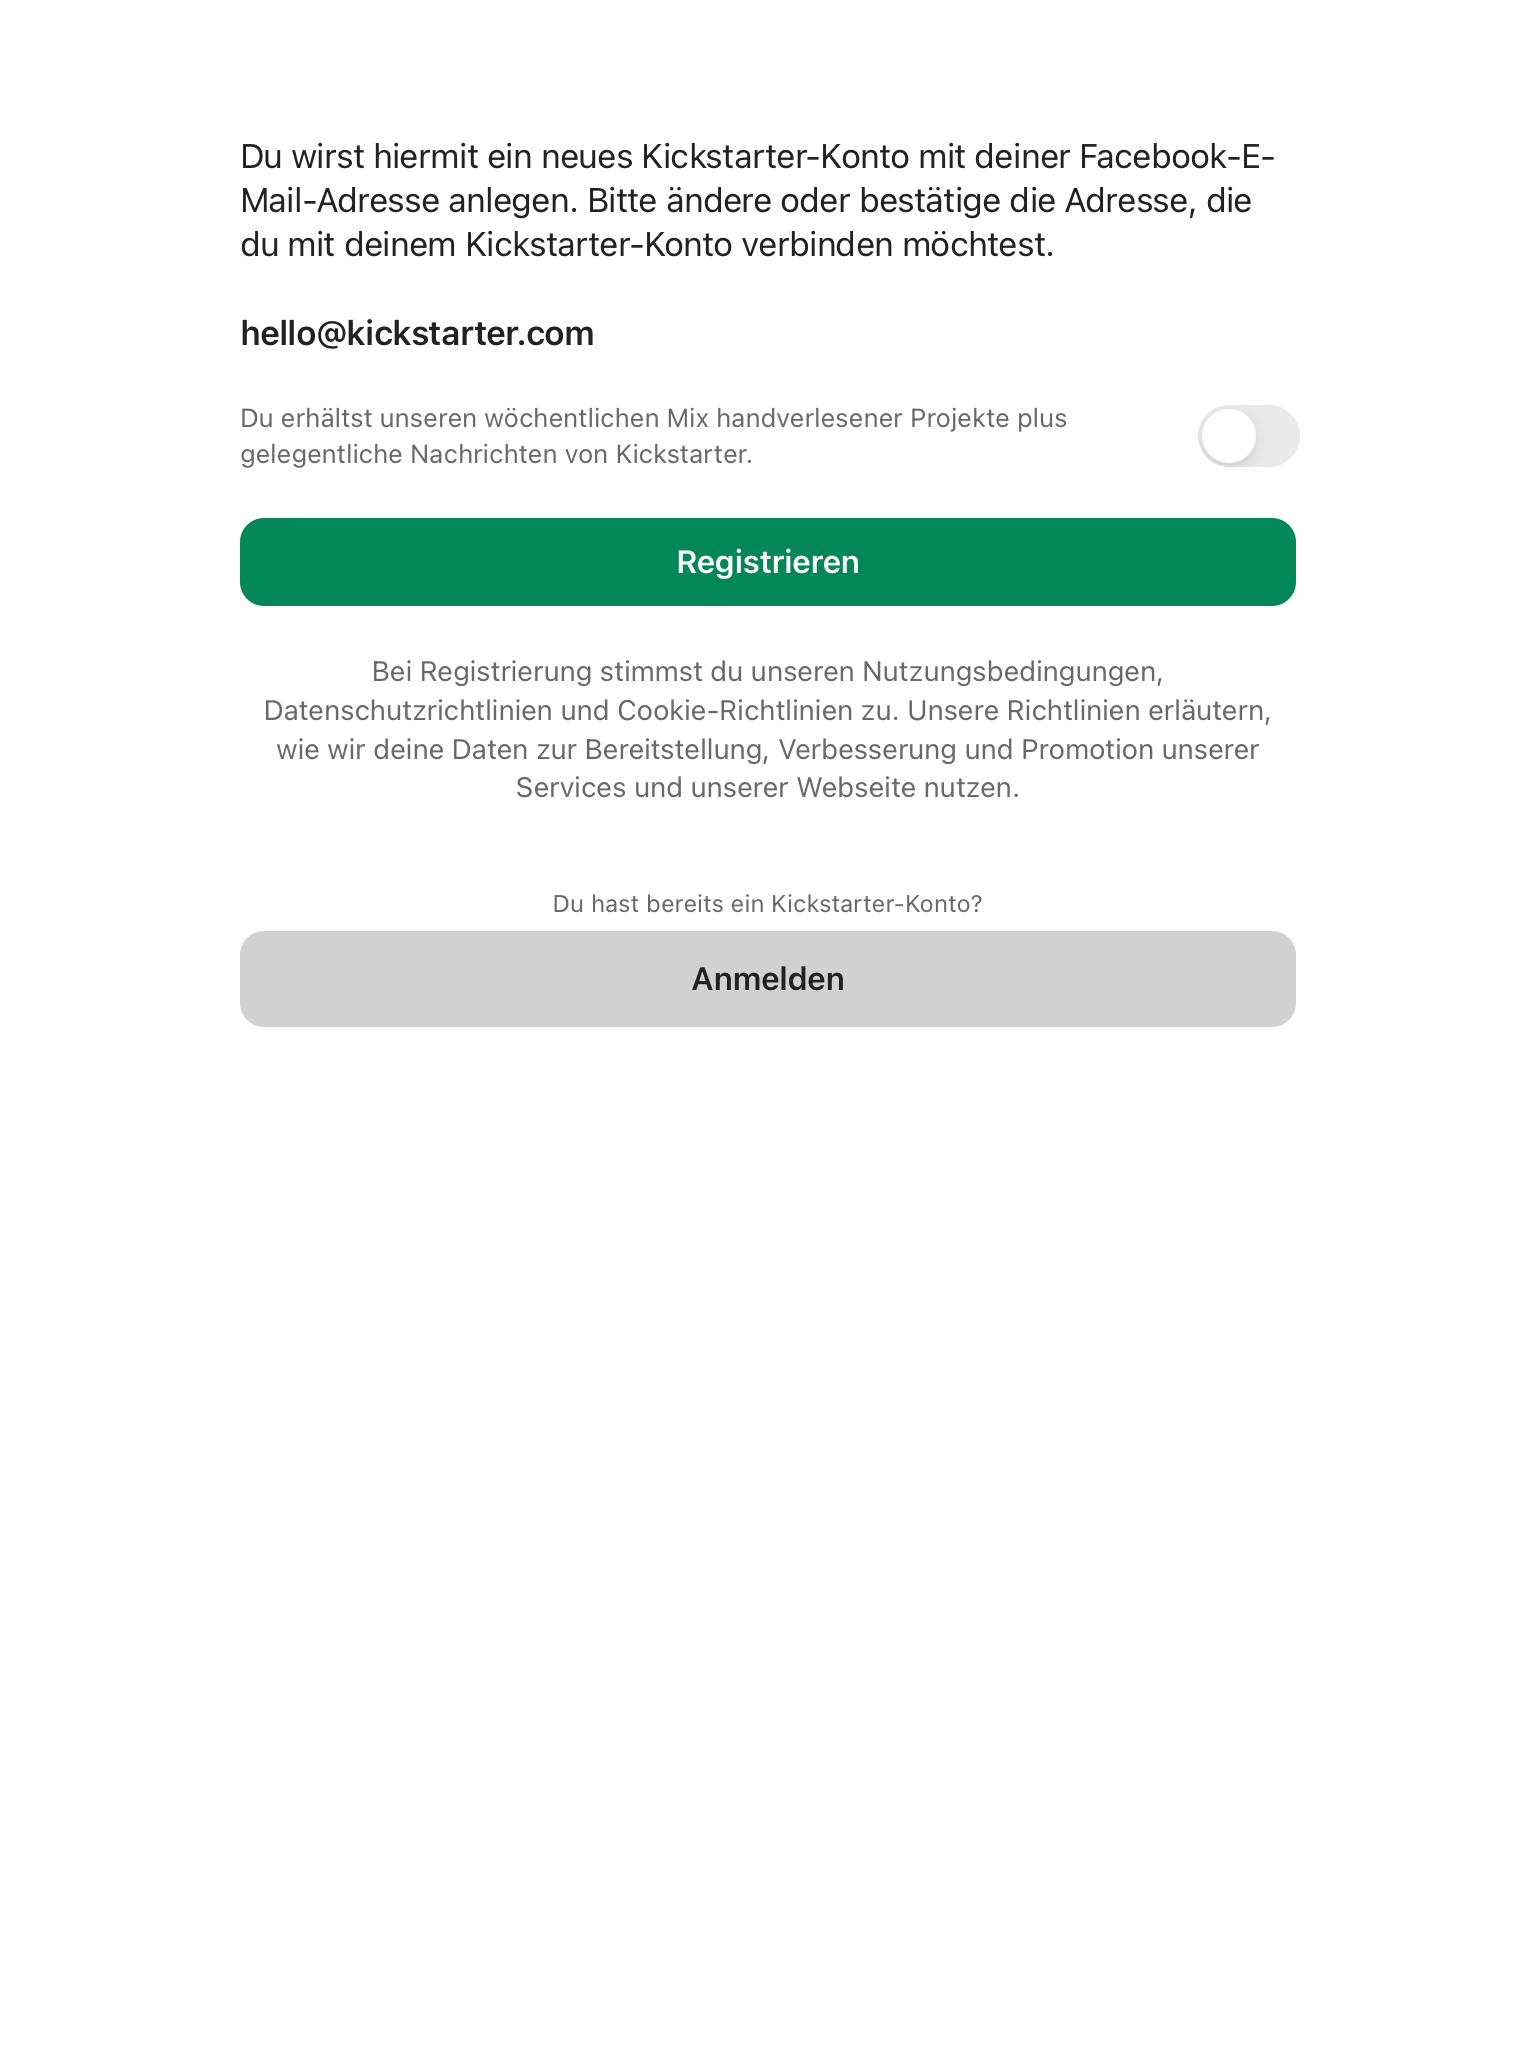 Du wirst hiermit ein neues Kickstarter-Konto mit deiner Facebook-E-
Mail-Adresse anlegen. Bitte ändere oder bestätige die Adresse, die
du mit deinem Kickstarter-Konto verbinden möchtest.
hello@kickstarter.com
Du erhältst unseren wöchentlichen Mix handverlesener Projekte plus
gelegentliche Nachrichten von Kickstarter.
Registrieren
Bei Registrierung stimmst du unseren Nutzungsbedingungen,
Datenschutzrichtlinien und Cookie-Richtlinien zu. Unsere Richtlinien erläutern,
wie wir deine Daten zur Bereitstellung, Verbesserung und Promotion unserer
Services und unserer Webseite nutzen.
Du hast bereits ein Kickstarter-Konto?
Anmelden